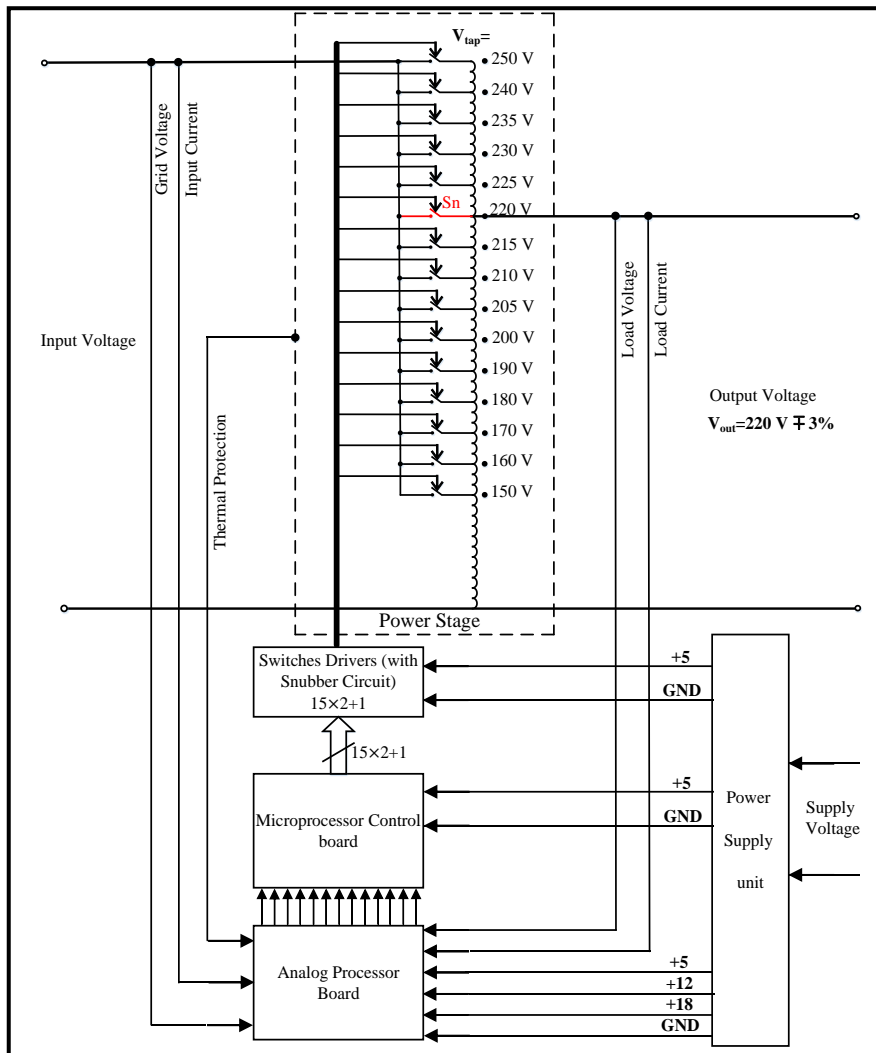 V_tap=
250 V
240 V
235 V
230 V
225 V
Sn
220 V
215 V
210 V
205 V
200 V
190 V
180 V
170 V
160 V
150 V
Grid Voltage
Input Current
Input Voltage
Thermal Protection
Load Voltage
Load Current
Output Voltage
V_out=220 V ∓ 3%
Power Stage
Switches Drivers (with
Snubber Circuit)
15×2+1
+5
GND
15×2+1
Microprocessor Control
board
+5
GND
Power
Supply
unit
Supply
Voltage
Analog Processor
Board
+5
+12
+18
GND